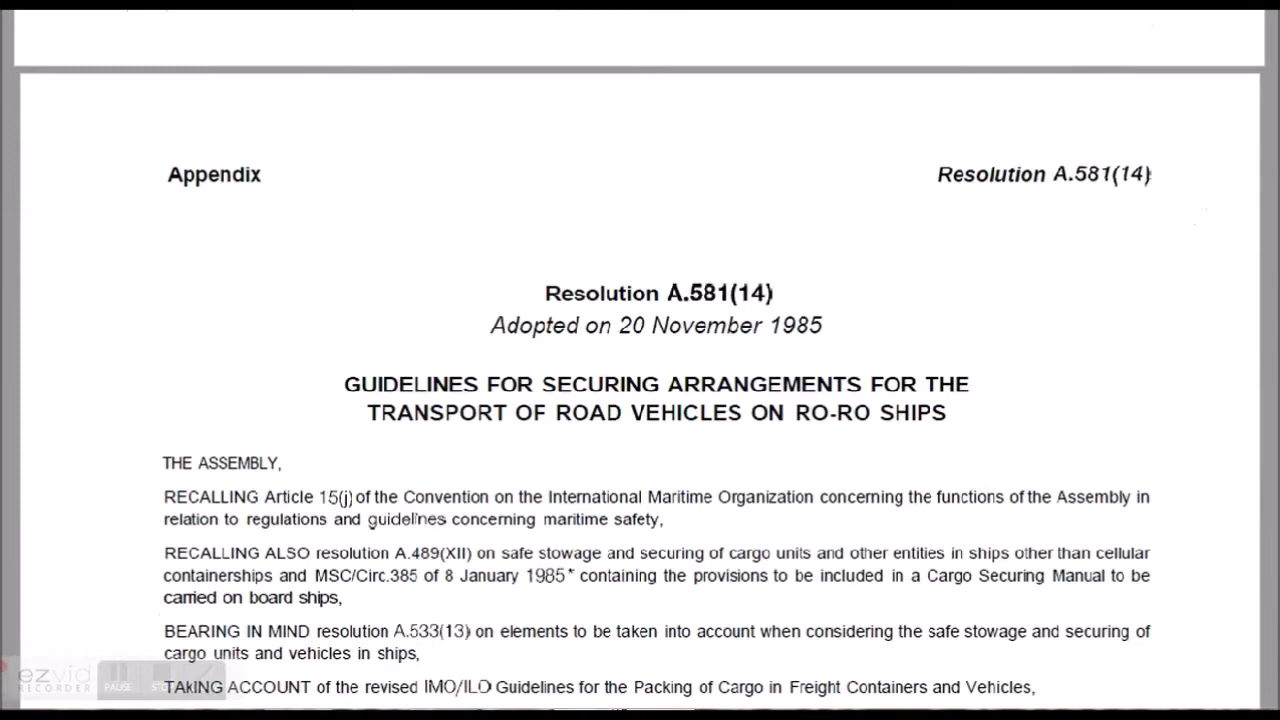 Appendix Resolution A.581(14)
Resolution A.581(14)
Adopted on 20 November 1985
GUIDELINES FOR SECURING ARRANGEMENTS FOR THE
TRANSPORT OF ROAD VEHICLES ON RO-RO SHIPS
THE ASSEMBLY,
RECALLING Article 15(j) of the Convention on the International Maritime Organization concerning the functions of the Assembly in
relation to regulations and guidelines concerning maritime safety,
RECALLING ALSO resolution A.489(XII) on safe stowage and securing of cargo units and other entities in ships other than cellular
containerships and MSC/Circ.385 of 8 January 1985* containing the provisions to be included in a Cargo Securing Manual to be
carried on board ships,
BEARING IN MIND resolution A.533(13) on elements to be taken into account when considering the safe stowage and securing of
cargo units and vehicles in ships,
TAKING ACCOUNT of the revised IMO/ILO Guidelines for the Packing of Cargo in Freight Containers and Vehicles,
ezvid
RECORDER
PAUSE